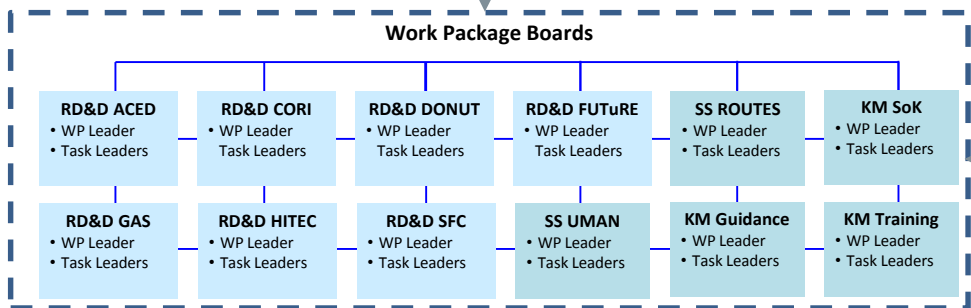 Work Package Boards
RD&D ACED
• WP Leader
• Task Leaders
RD&D CORI
• WP Leader
Task Leaders
RD&D DONUT
• WP Leader
Task Leaders
RD&D FUTuRE
• WP Leader
Task Leaders
SS ROUTES
• WP Leader
• Task Leaders
KM SoK
• WP Leader
• Task Leaders
RD&D GAS
• WP Leader
• Task Leaders
RD&D HITEC
• WP Leader
• Task Leaders
RD&D SFC
• WP Leader
• Task Leaders
SS UMAN
• WP Leader
• Task Leaders
KM Guidance
• WP Leader
• Task Leaders
KM Training
• WP Leader
• Task Leaders